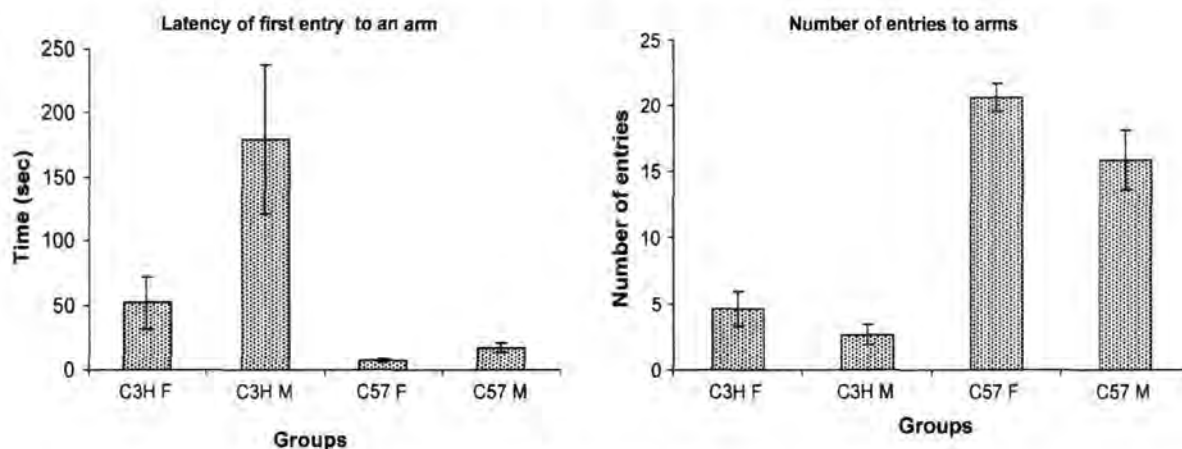 Latency of first entry to an arm
Time (sec)
250
200
150
100
50
0
C3H F
C3H M
C57 F
C57 M
Groups
Number of entries to arms
Number of entries
25
20
15
10
5
0
C3H F
C3H M
C57 F
C57 M
Groups